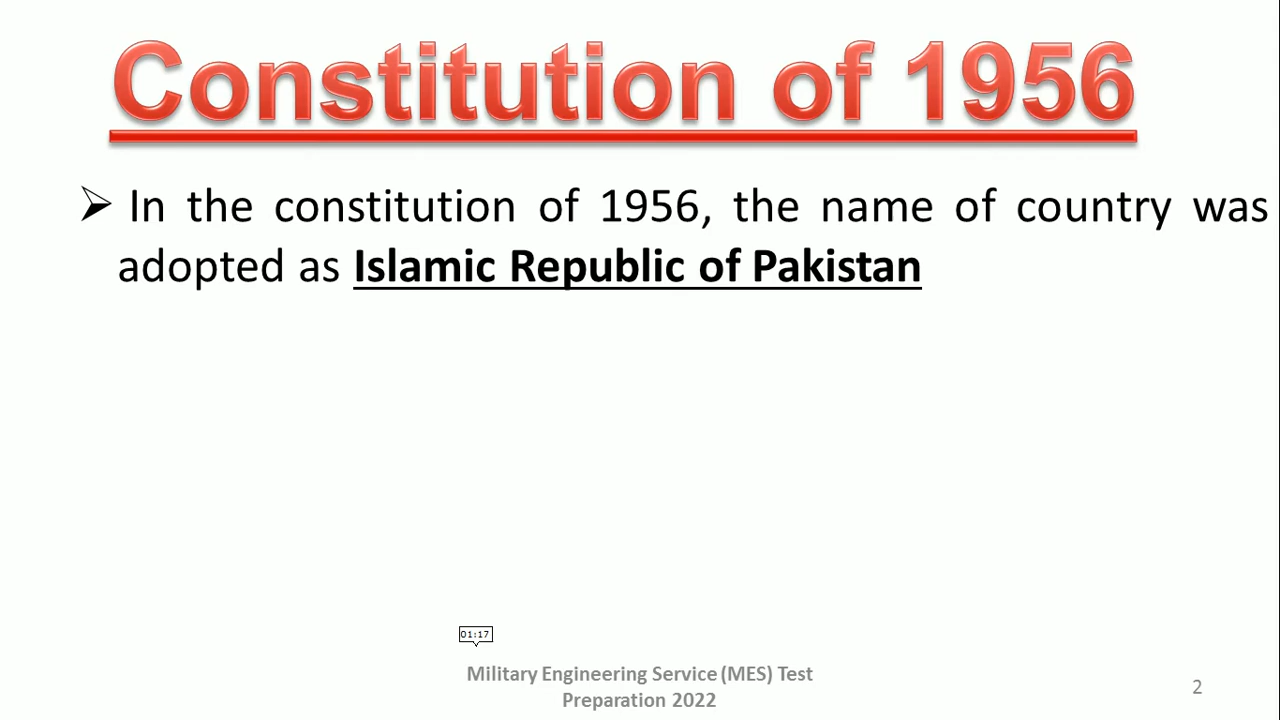 Constitution of 1956
➢ In the constitution of 1956, the name of country was
adopted as Islamic Republic of Pakistan
01:17
Military Engineering Service (MES) Test
Preparation 2022
2